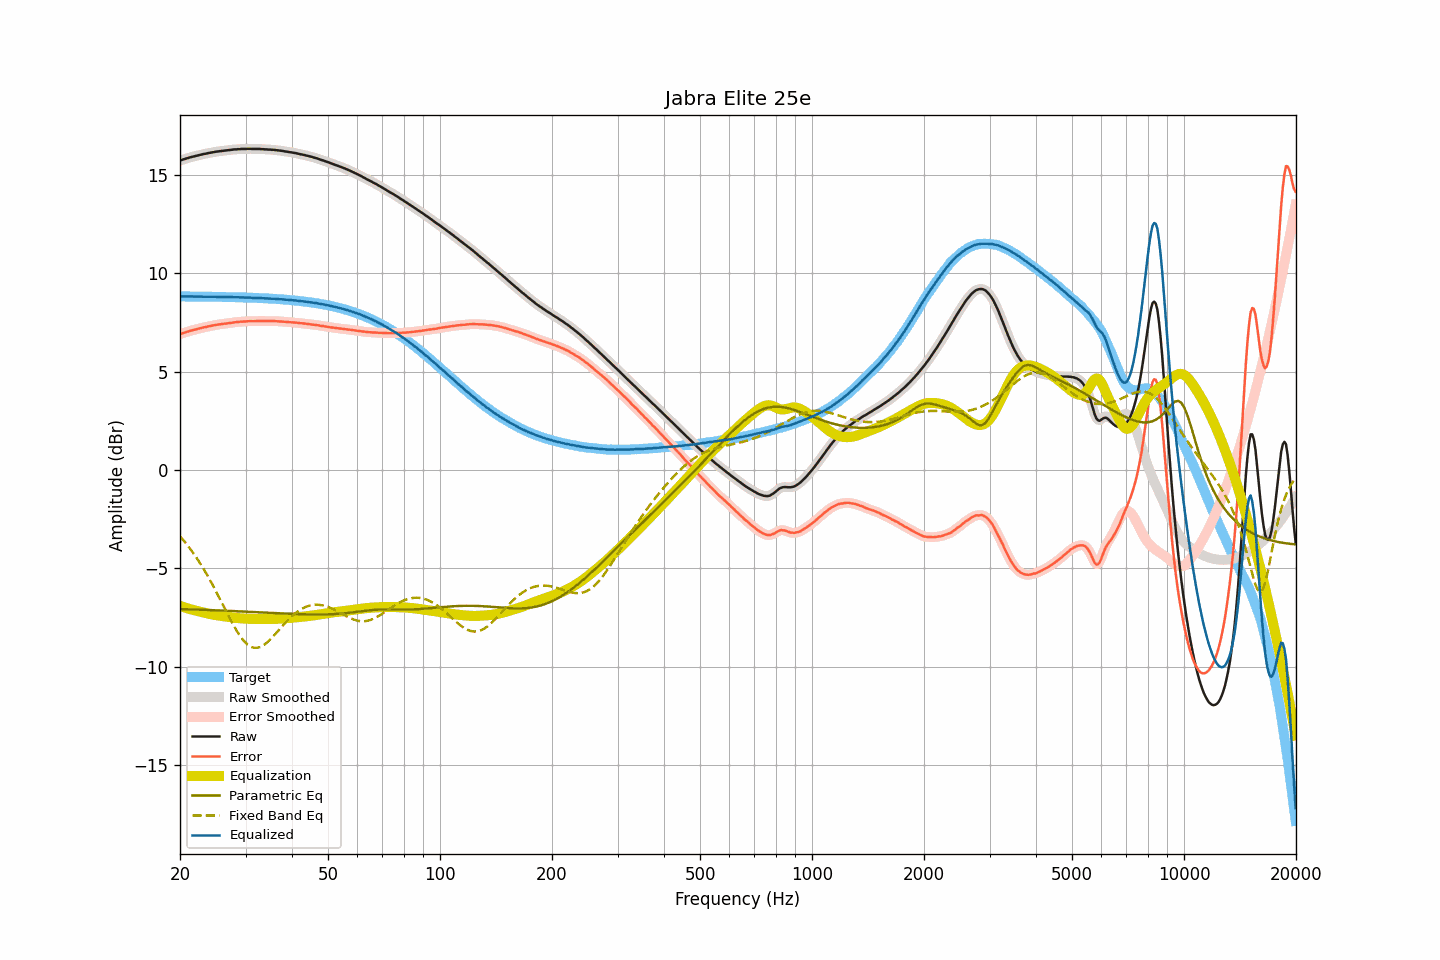 Jabra Elite 25e
Amplitude (dBr)
15
10
5
0
−5
−10
−15
Target
Raw Smoothed
Error Smoothed
Raw
Error
Equalization
Parametric Eq
Fixed Band Eq
Equalized
20 50 100 200 500 1000 2000 5000 10000 20000
Frequency (Hz)